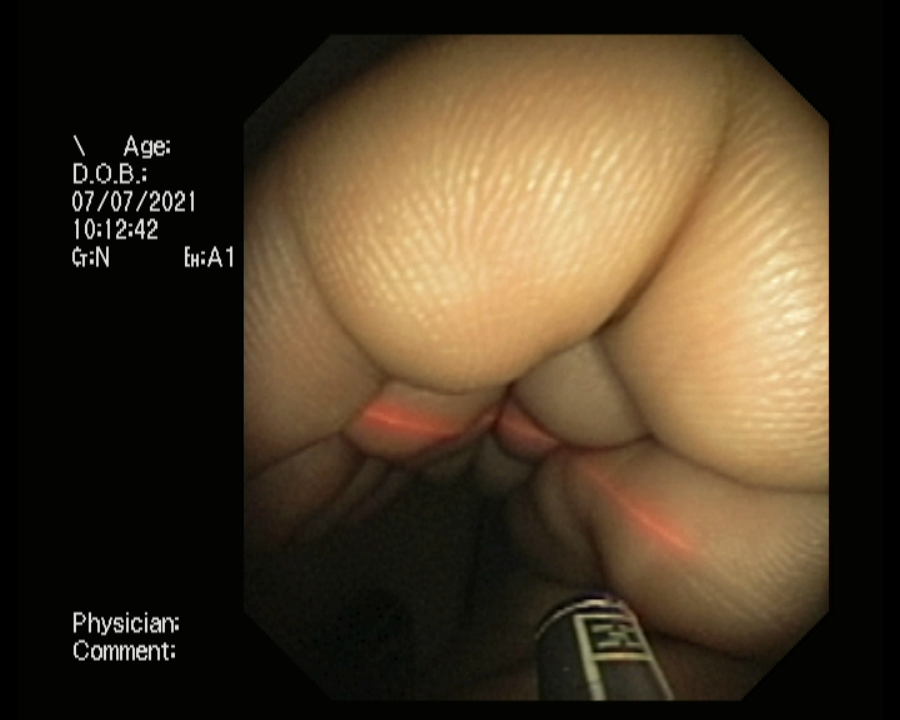 \ Age:
D.O.B.:
07/07/2021
10:12:42
Cr:N Eh:A1
Physician:
Comment: